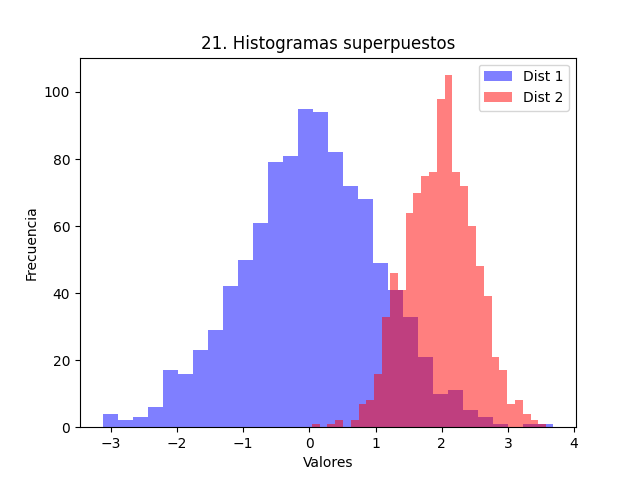 21. Histogramas superpuestos
Dist 1
Dist 2
Frecuencia
100
80
60
40
20
0
−3
−2
−1
0
1
2
3
4
Valores